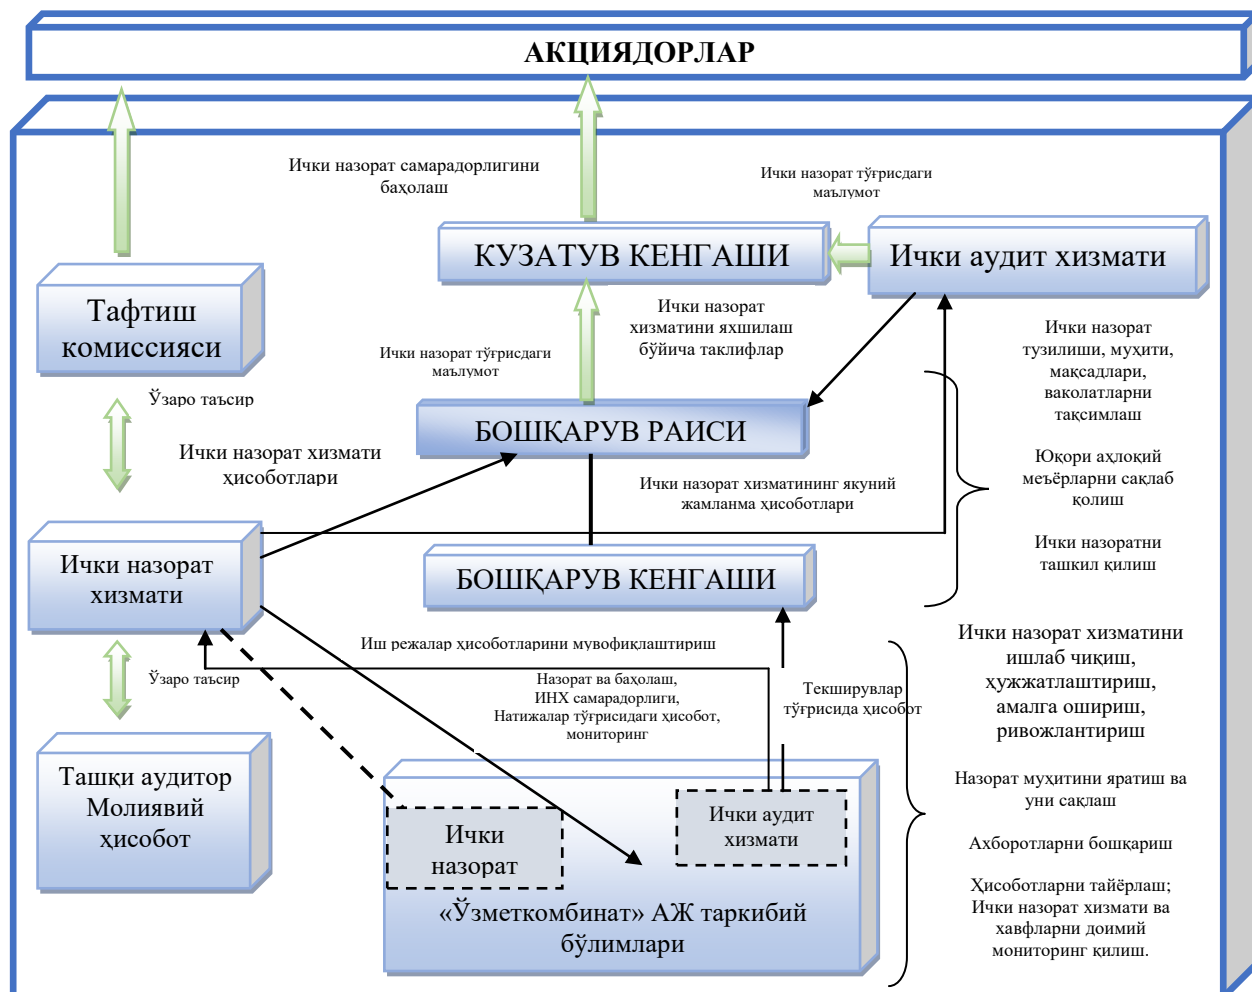 АКЦИЯДОРЛАР
Ички назорат самарадорлигини
баҳолаш
Ички назорат тўғрисдаги
маълумот
КУЗАТУВ КЕНГАШИ
Ички аудит хизмати
Тафтиш
комиссияси
Ички назорат
хизматини яхшилаш
бўйича таклифлар
Ички назорат тўғрисдаги
маълумот
Ички назорат
тузилиши, муҳити,
мақсадлари,
ваколатларни
тақсимлаш
Ўзаро таъсир
БОШҚАРУВ РАИСИ
Ички назорат хизмати
ҳисоботлари
Ички назорат хизматининг якуний
жамланма ҳисоботлари
Юқори аҳлоқий
меъёрларни сақлаб
қолиш
Ички назорат
хизмати
БОШҚАРУВ КЕНГАШИ
Ички назоратни
ташкил қилиш
Иш режалар ҳисоботларини мувофиқлаштириш
Ўзаро таъсир
Назорат ва баҳолаш,
ИНХ самарадорлиги,
Натижалар тўғрисидаги ҳисобот,
мониторинг
Текширувлар
тўғрисида ҳисобот
Ички назорат хизматини
ишлаб чиқиш,
ҳужжатлаштириш,
амалга ошириш,
ривожлантириш
Ташқи аудитор
Молиявий
ҳисобот
Ички
назорат
Ички аудит
хизмати
Назорат муҳитини яратиш ва
уни сақлаш
Ахборотларни бошқариш
«Ўзметкомбинат» АЖ таркибий
бўлимлари
Ҳисоботларни тайёрлаш;
Ички назорат хизмати ва
хавфларни доимий
мониторинг қилиш.